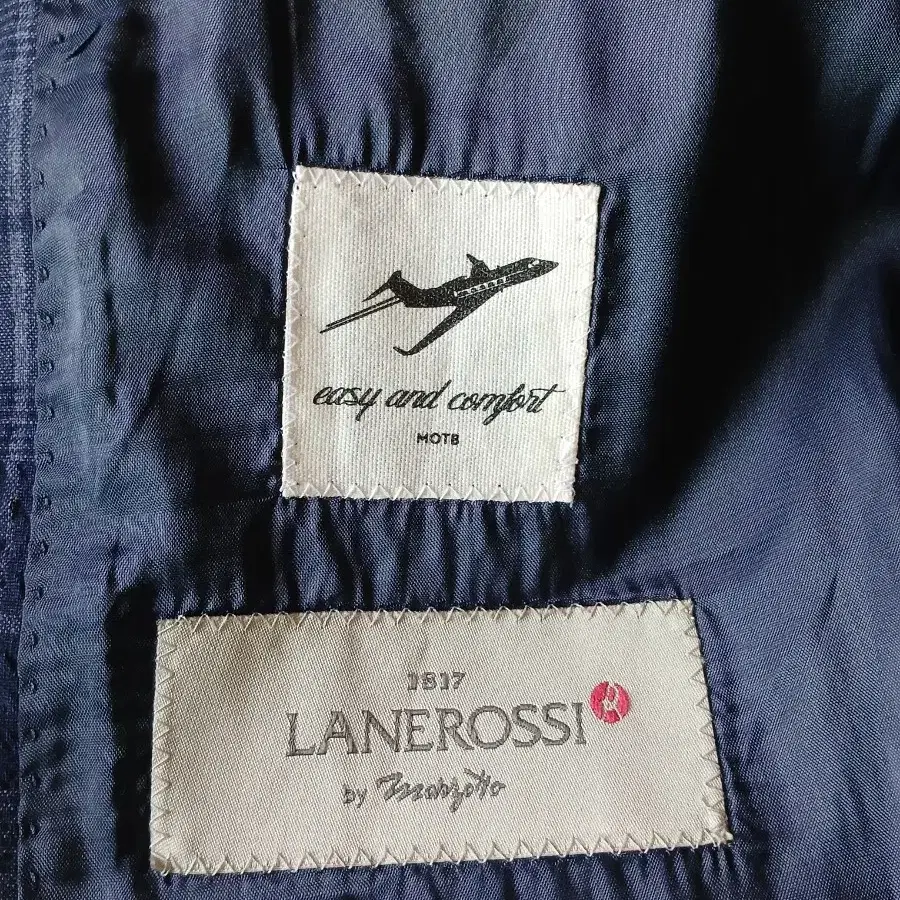 easy and comfort
MOTB
1817
LANEROSSI
by Marzotto